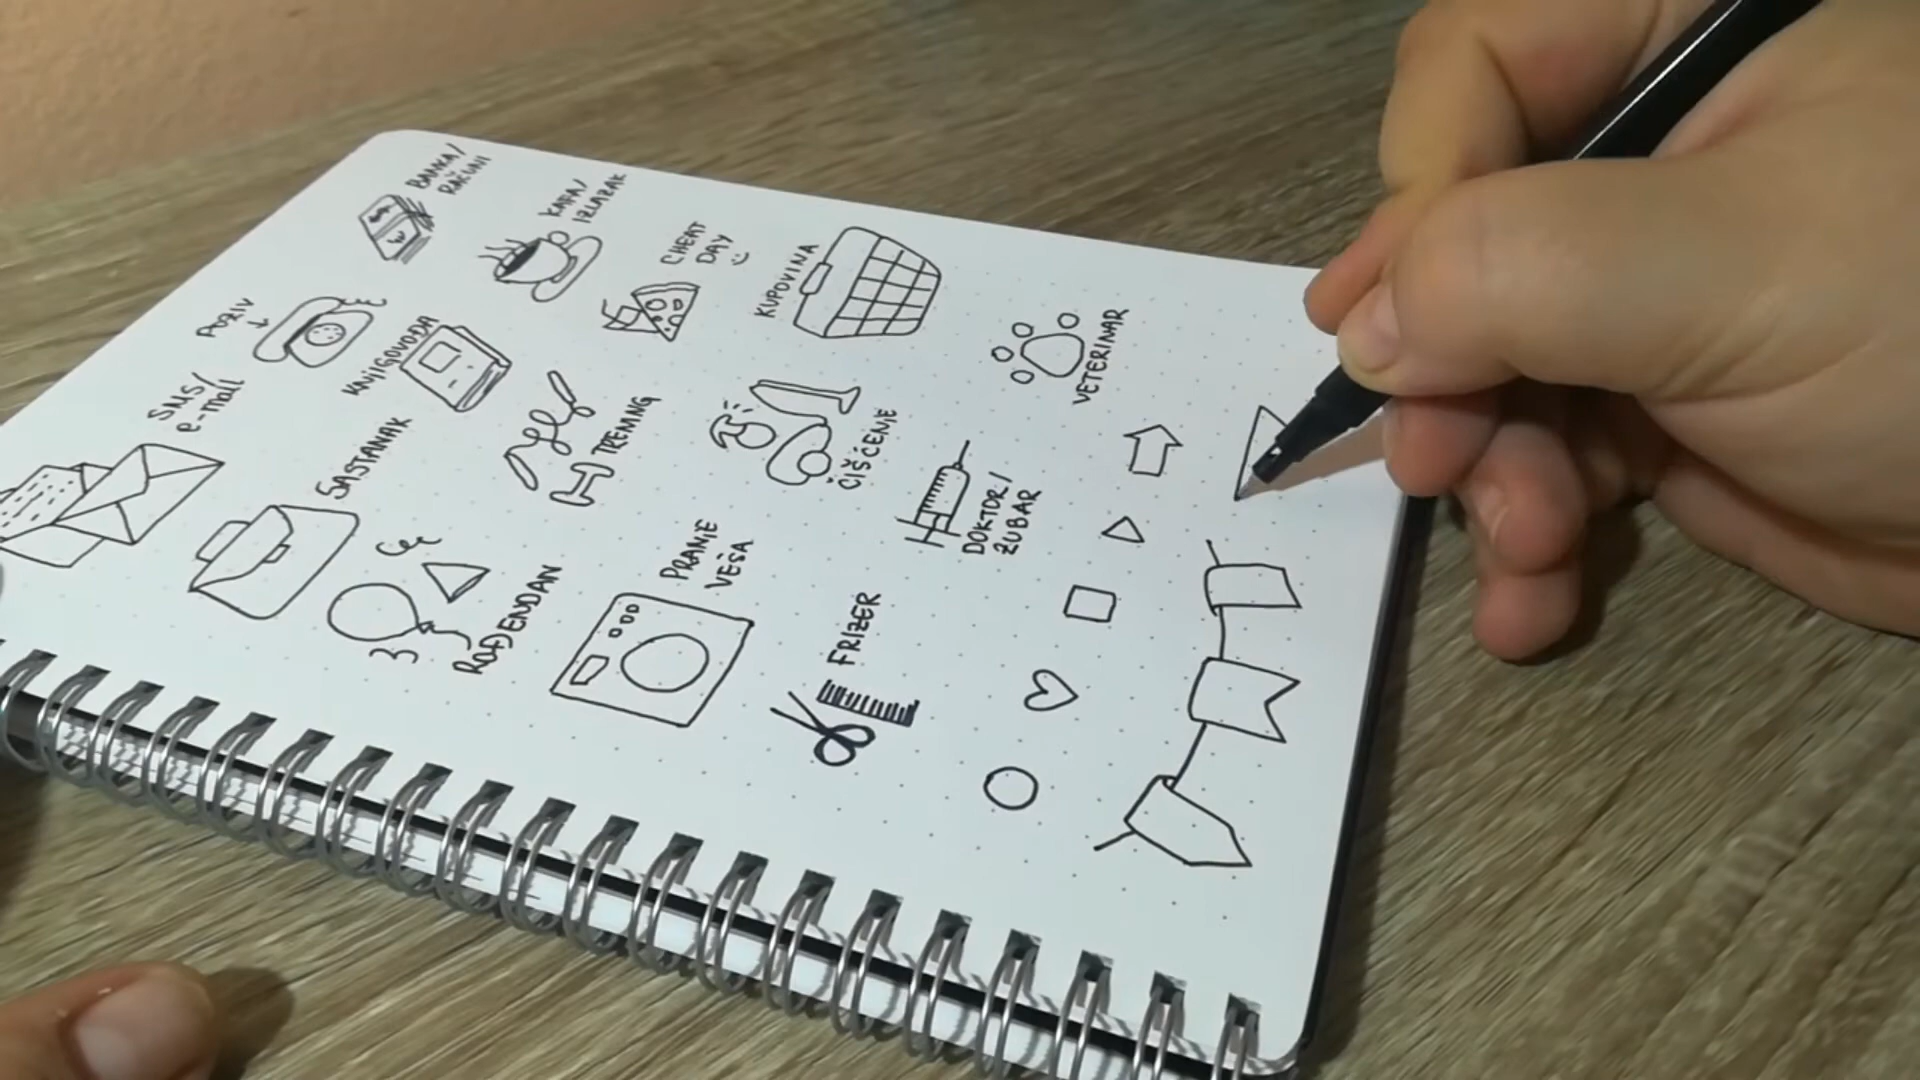 BANKA/
RAČUNI
KAFA/
IZLAZAK
CHEAT
DAY
KUPOVINA
VETERINAR
POZIV
KNJIGOVOĐA
TRENING
ČIŠĆENJE
DOKTOR/
ZUBAR
SMS/
e-mail
SASTANAK
ROĐENDAN
PRANJE
VEŠA
FRIZER